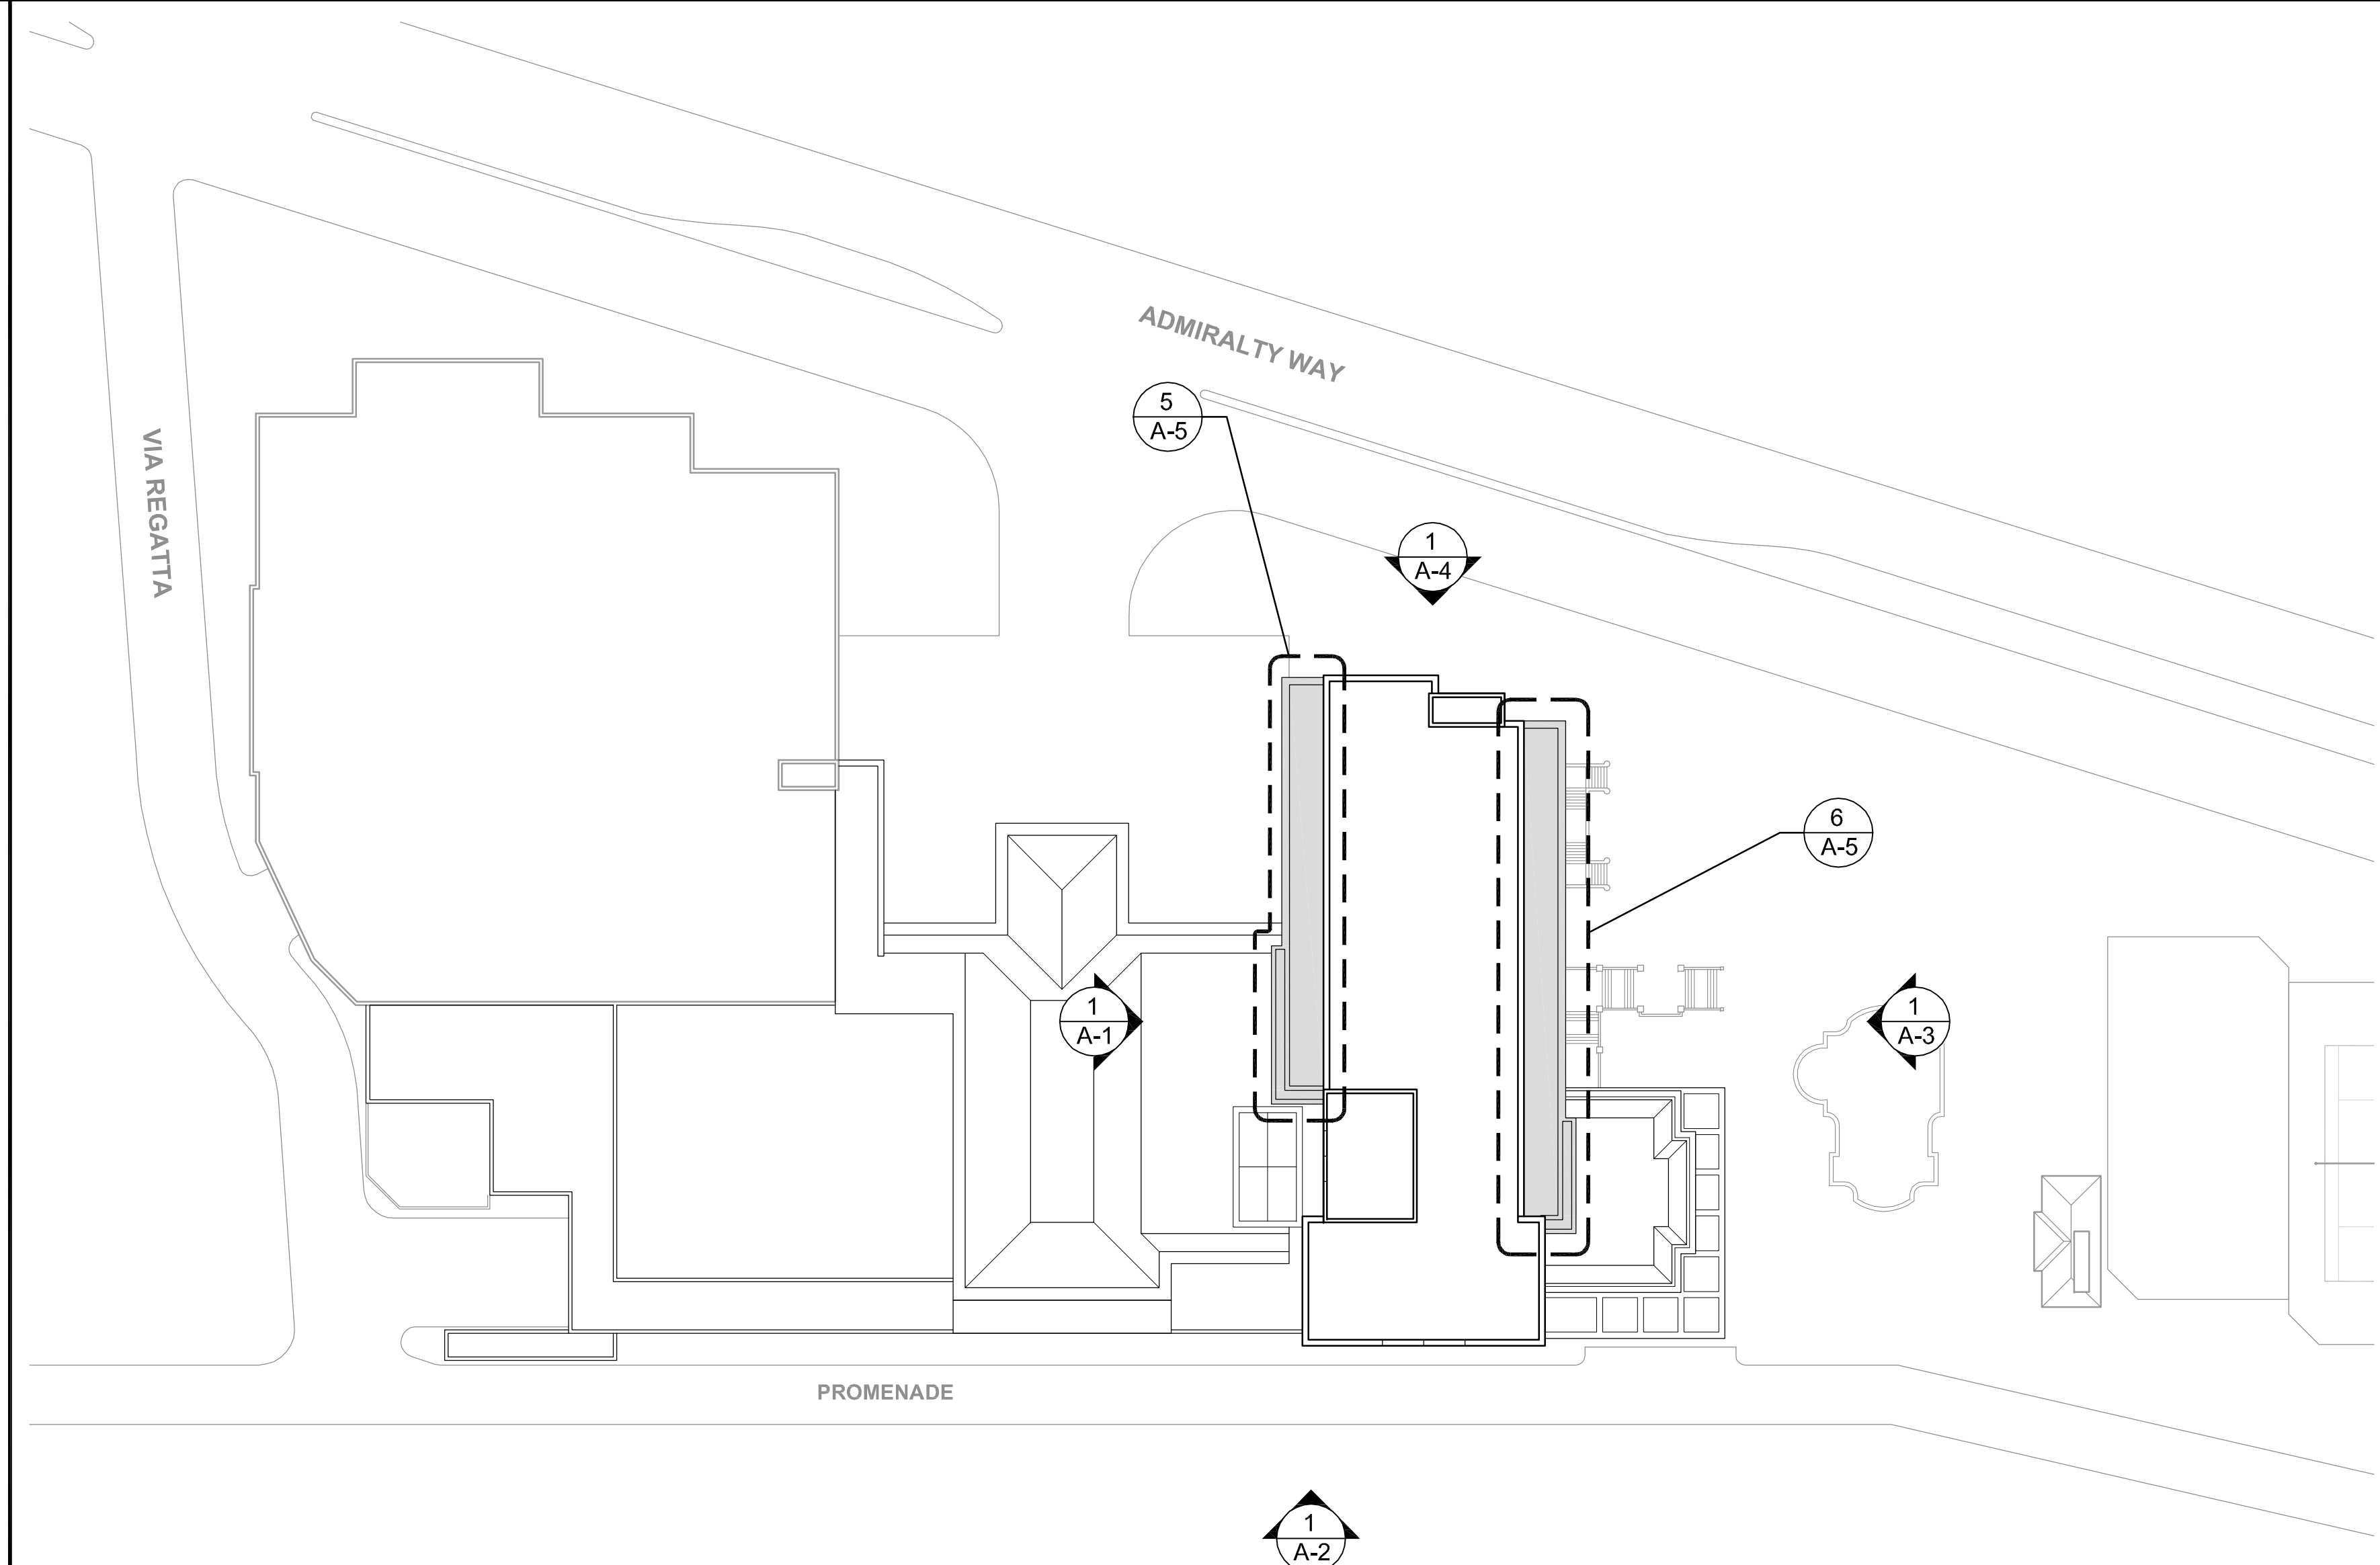 ADMIRALTY WAY
5
A-5
VIA REGATTA
1
A-4
6
A-5
1
A-1
1
A-3
PROMENADE
1
A-2